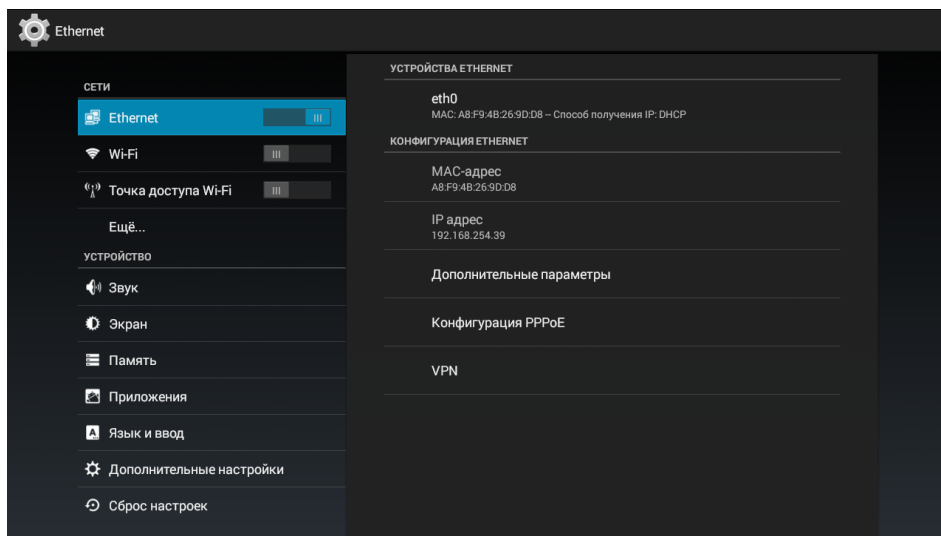 Ethernet
СЕТИ
Ethernet
Wi-Fi
Точка доступа Wi-Fi
Ещё...
УСТРОЙСТВО
Звук
Экран
Память
Приложения
Язык и ввод
Дополнительные настройки
Сброс настроек
УСТРОЙСТВА ETHERNET
eth0
MAC: A8:F9:4B:26:9D:D8 – Способ получения IP: DHCP
КОНФИГУРАЦИЯ ETHERNET
MAC-адрес
A8:F9:4B:26:9D:D8
IP адрес
192.168.254.39
Дополнительные параметры
Конфигурация PPPoE
VPN